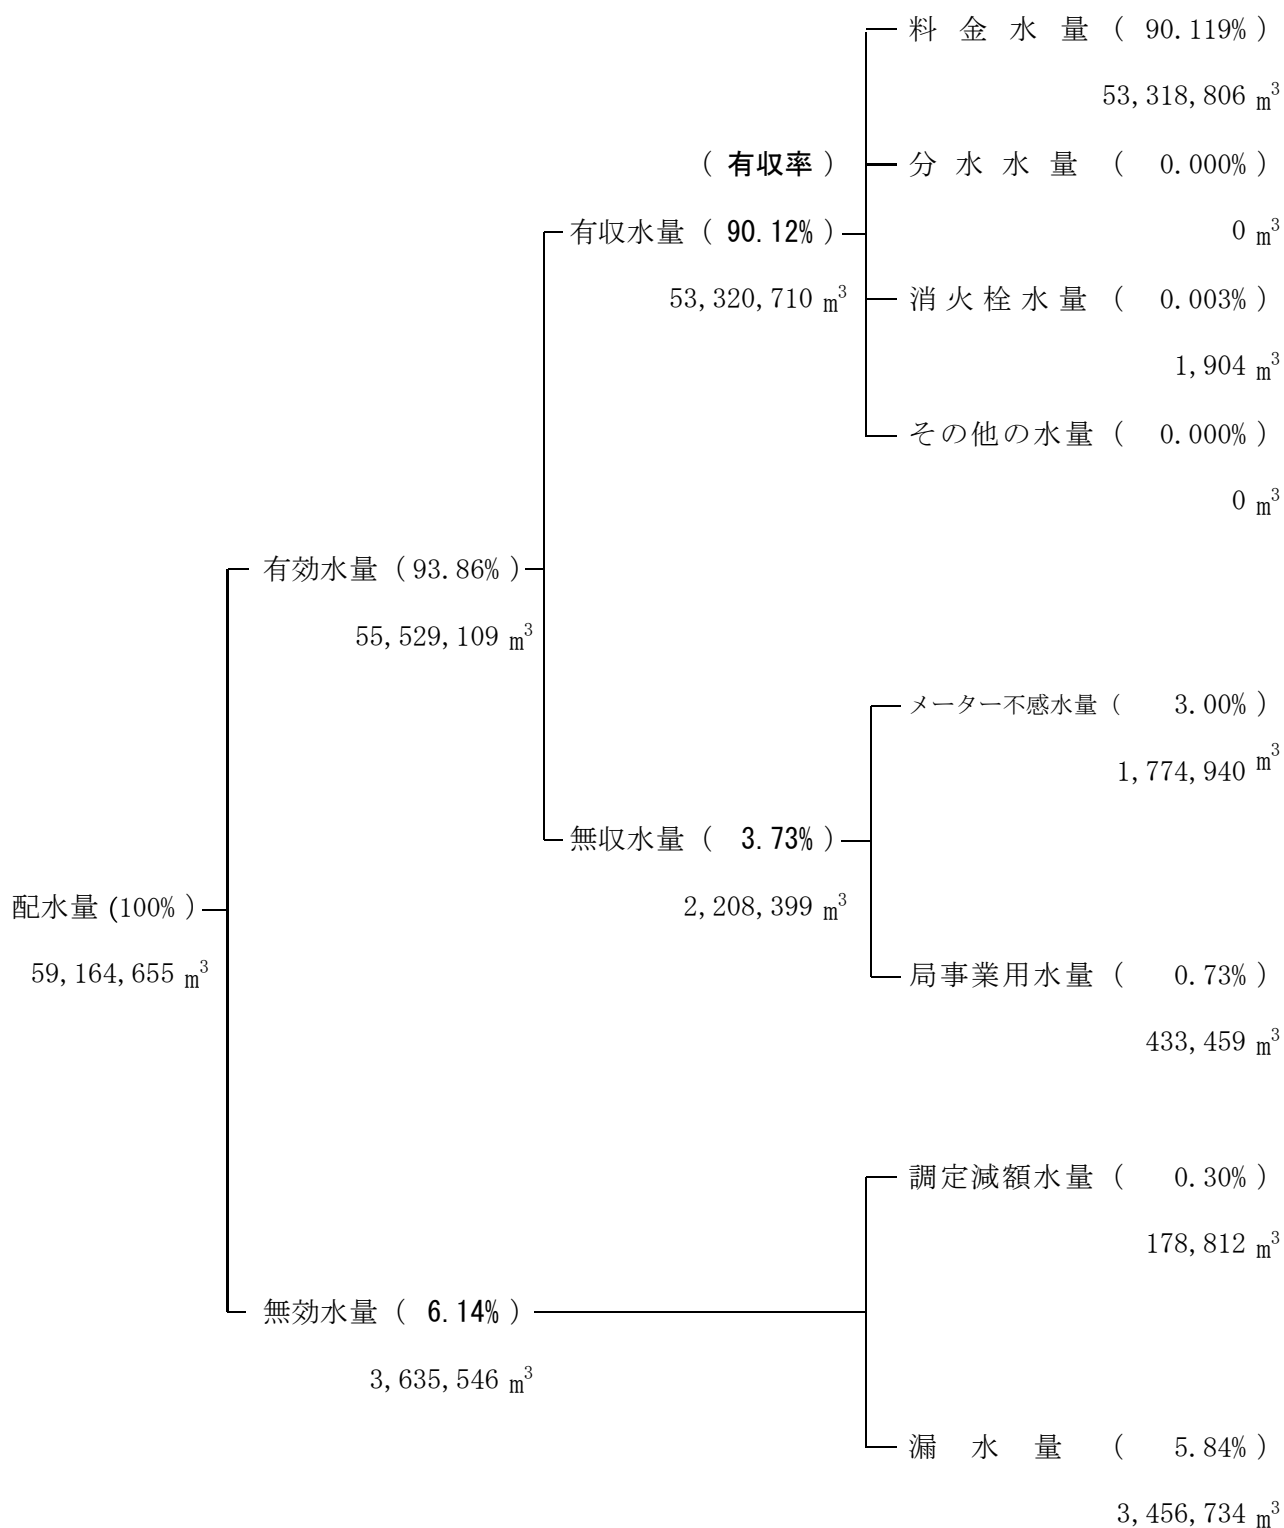 料金水量 ( 90.119% )
53,318,806 m³
( 有収率 )
分水水量 ( 0.000% )
有収水量 ( 90.12% )
0 m³
53,320,710 m³
消火栓水量 ( 0.003% )
1,904 m³
その他の水量 ( 0.000% )
0 m³
有効水量 ( 93.86% )
55,529,109 m³
メーター不感水量 ( 3.00% )
1,774,940 m³
無収水量 ( 3.73% )
2,208,399 m³
配水量 (100% )
59,164,655 m³
局事業用水量 ( 0.73% )
433,459 m³
調定減額水量 ( 0.30% )
178,812 m³
無効水量 ( 6.14% )
3,635,546 m³
漏水量 ( 5.84% )
3,456,734 m³